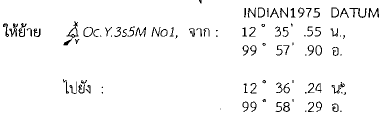 INDIAN1975 DATUM
ให้ย้าย Oc.Y.3s5M No1, จาก : 12 ° 35 ' .55 น.,
99 ° 57 ' .90 อ.
ไปยัง : 12 ° 36 ' .24 น.,
99 ° 58 ' .29 อ.